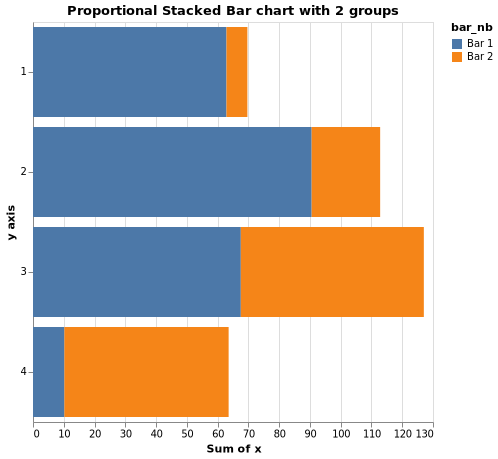 Proportional Stacked Bar chart with 2 groups
bar_nb
Bar 1
Bar 2
y axis
1
2
3
4
0 10 20 30 40 50 60 70 80 90 100 110 120 130
Sum of x